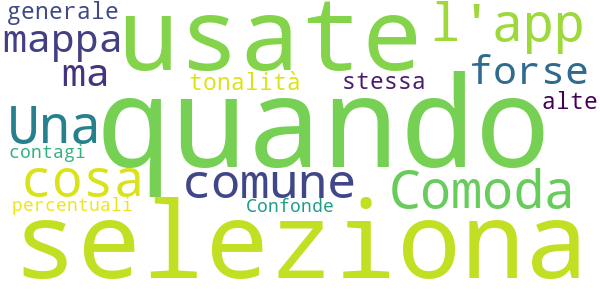 generale
usate
l'app
mappa
ma
forse
tonalità
stessa
alte
Una
quando
contagi
cosa
comune
Comoda
percentuali
Confonde
seleziona